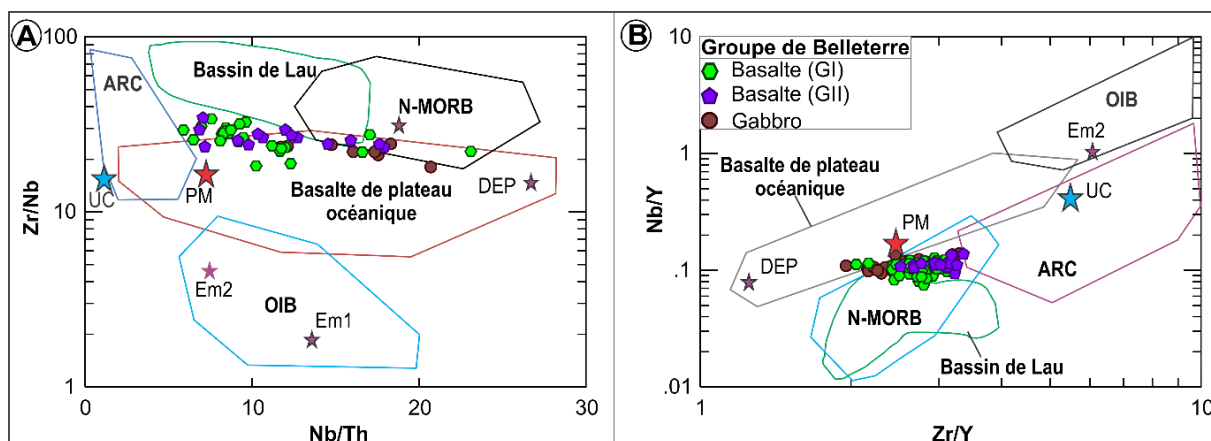 A
100
10
1
Zr/Nb
0
10
20
30
Nb/Th
ARC
Bassin de Lau
N-MORB
UC
PM
Basalte de plateau
océanique
DEP
Em2
OIB
Em1
B
10
1
.1
.01
Nb/Y
1
10
Zr/Y
Groupe de Belleterre
Basalte (GI)
Basalte (GII)
Gabbro
OIB
Em2
Basalte de plateau
océanique
UC
PM
DEP
ARC
N-MORB
Bassin de Lau